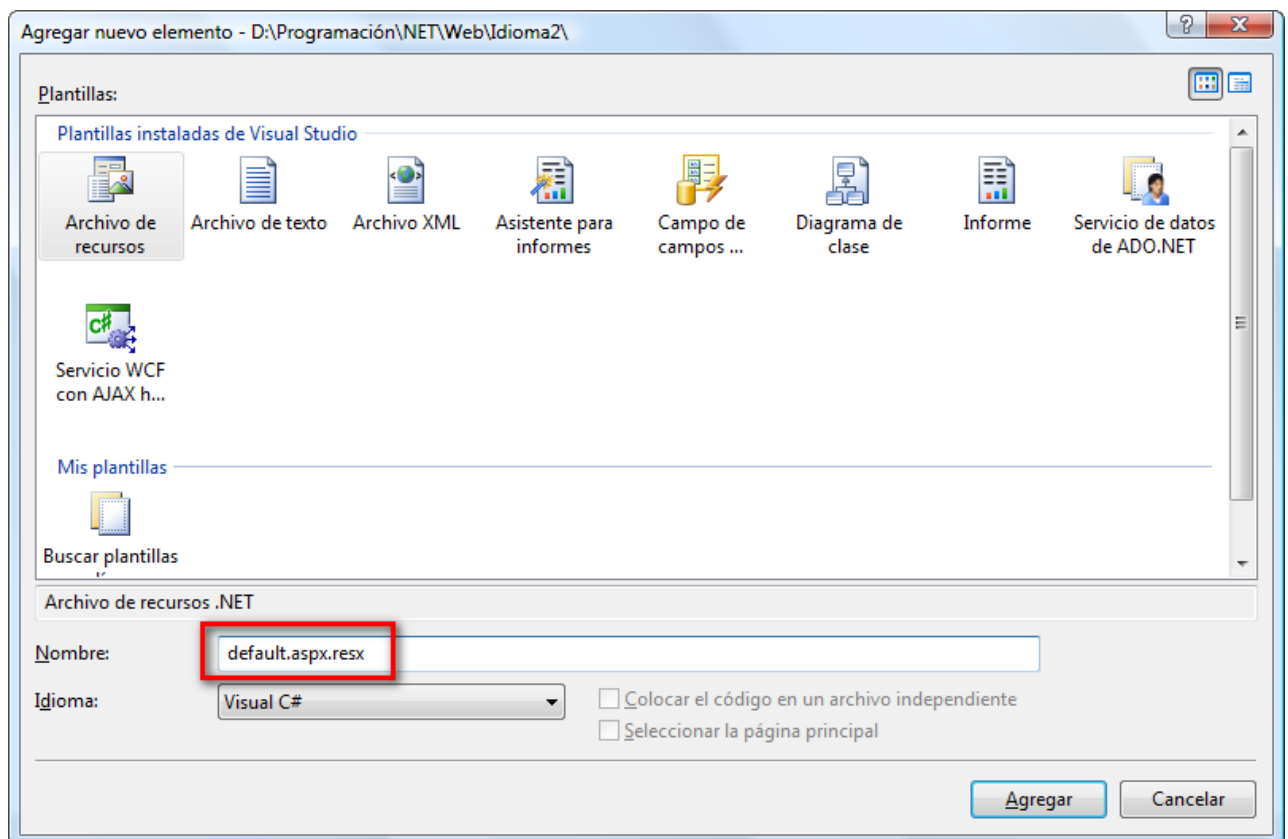 Agregar nuevo elemento - D:\Programación\NET\Web\Idioma2\
Plantillas:
Plantillas instaladas de Visual Studio
Archivo de recursos
Archivo de texto
Archivo XML
Asistente para informes
Campo de campos ...
Diagrama de clase
Informe
Servicio de datos de ADO.NET
Servicio WCF con AJAX h...
Mis plantillas
Buscar plantillas
Archivo de recursos .NET
Nombre:
default.aspx.resx
Idioma:
Visual C#
Colocar el código en un archivo independiente
Seleccionar la página principal
Agregar
Cancelar